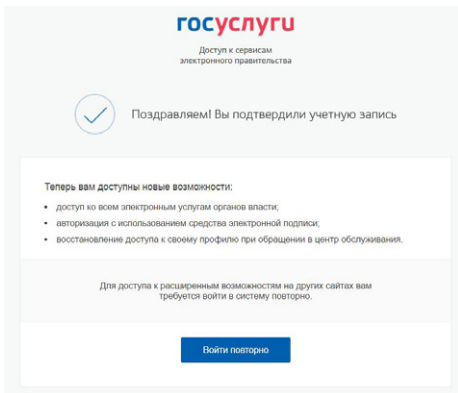 госуслуги
Доступ к сервисам
электронного правительства
Поздравляем! Вы подтвердили учетную запись
Теперь вам доступны новые возможности:
• доступ ко всем электронным услугам органов власти;
• авторизация с использованием средства электронной подписи;
• восстановление доступа к своему профилю при обращении в центр обслуживания.
Для доступа к расширенным возможностям на других сайтах вам
требуется войти в систему повторно.
Войти повторно